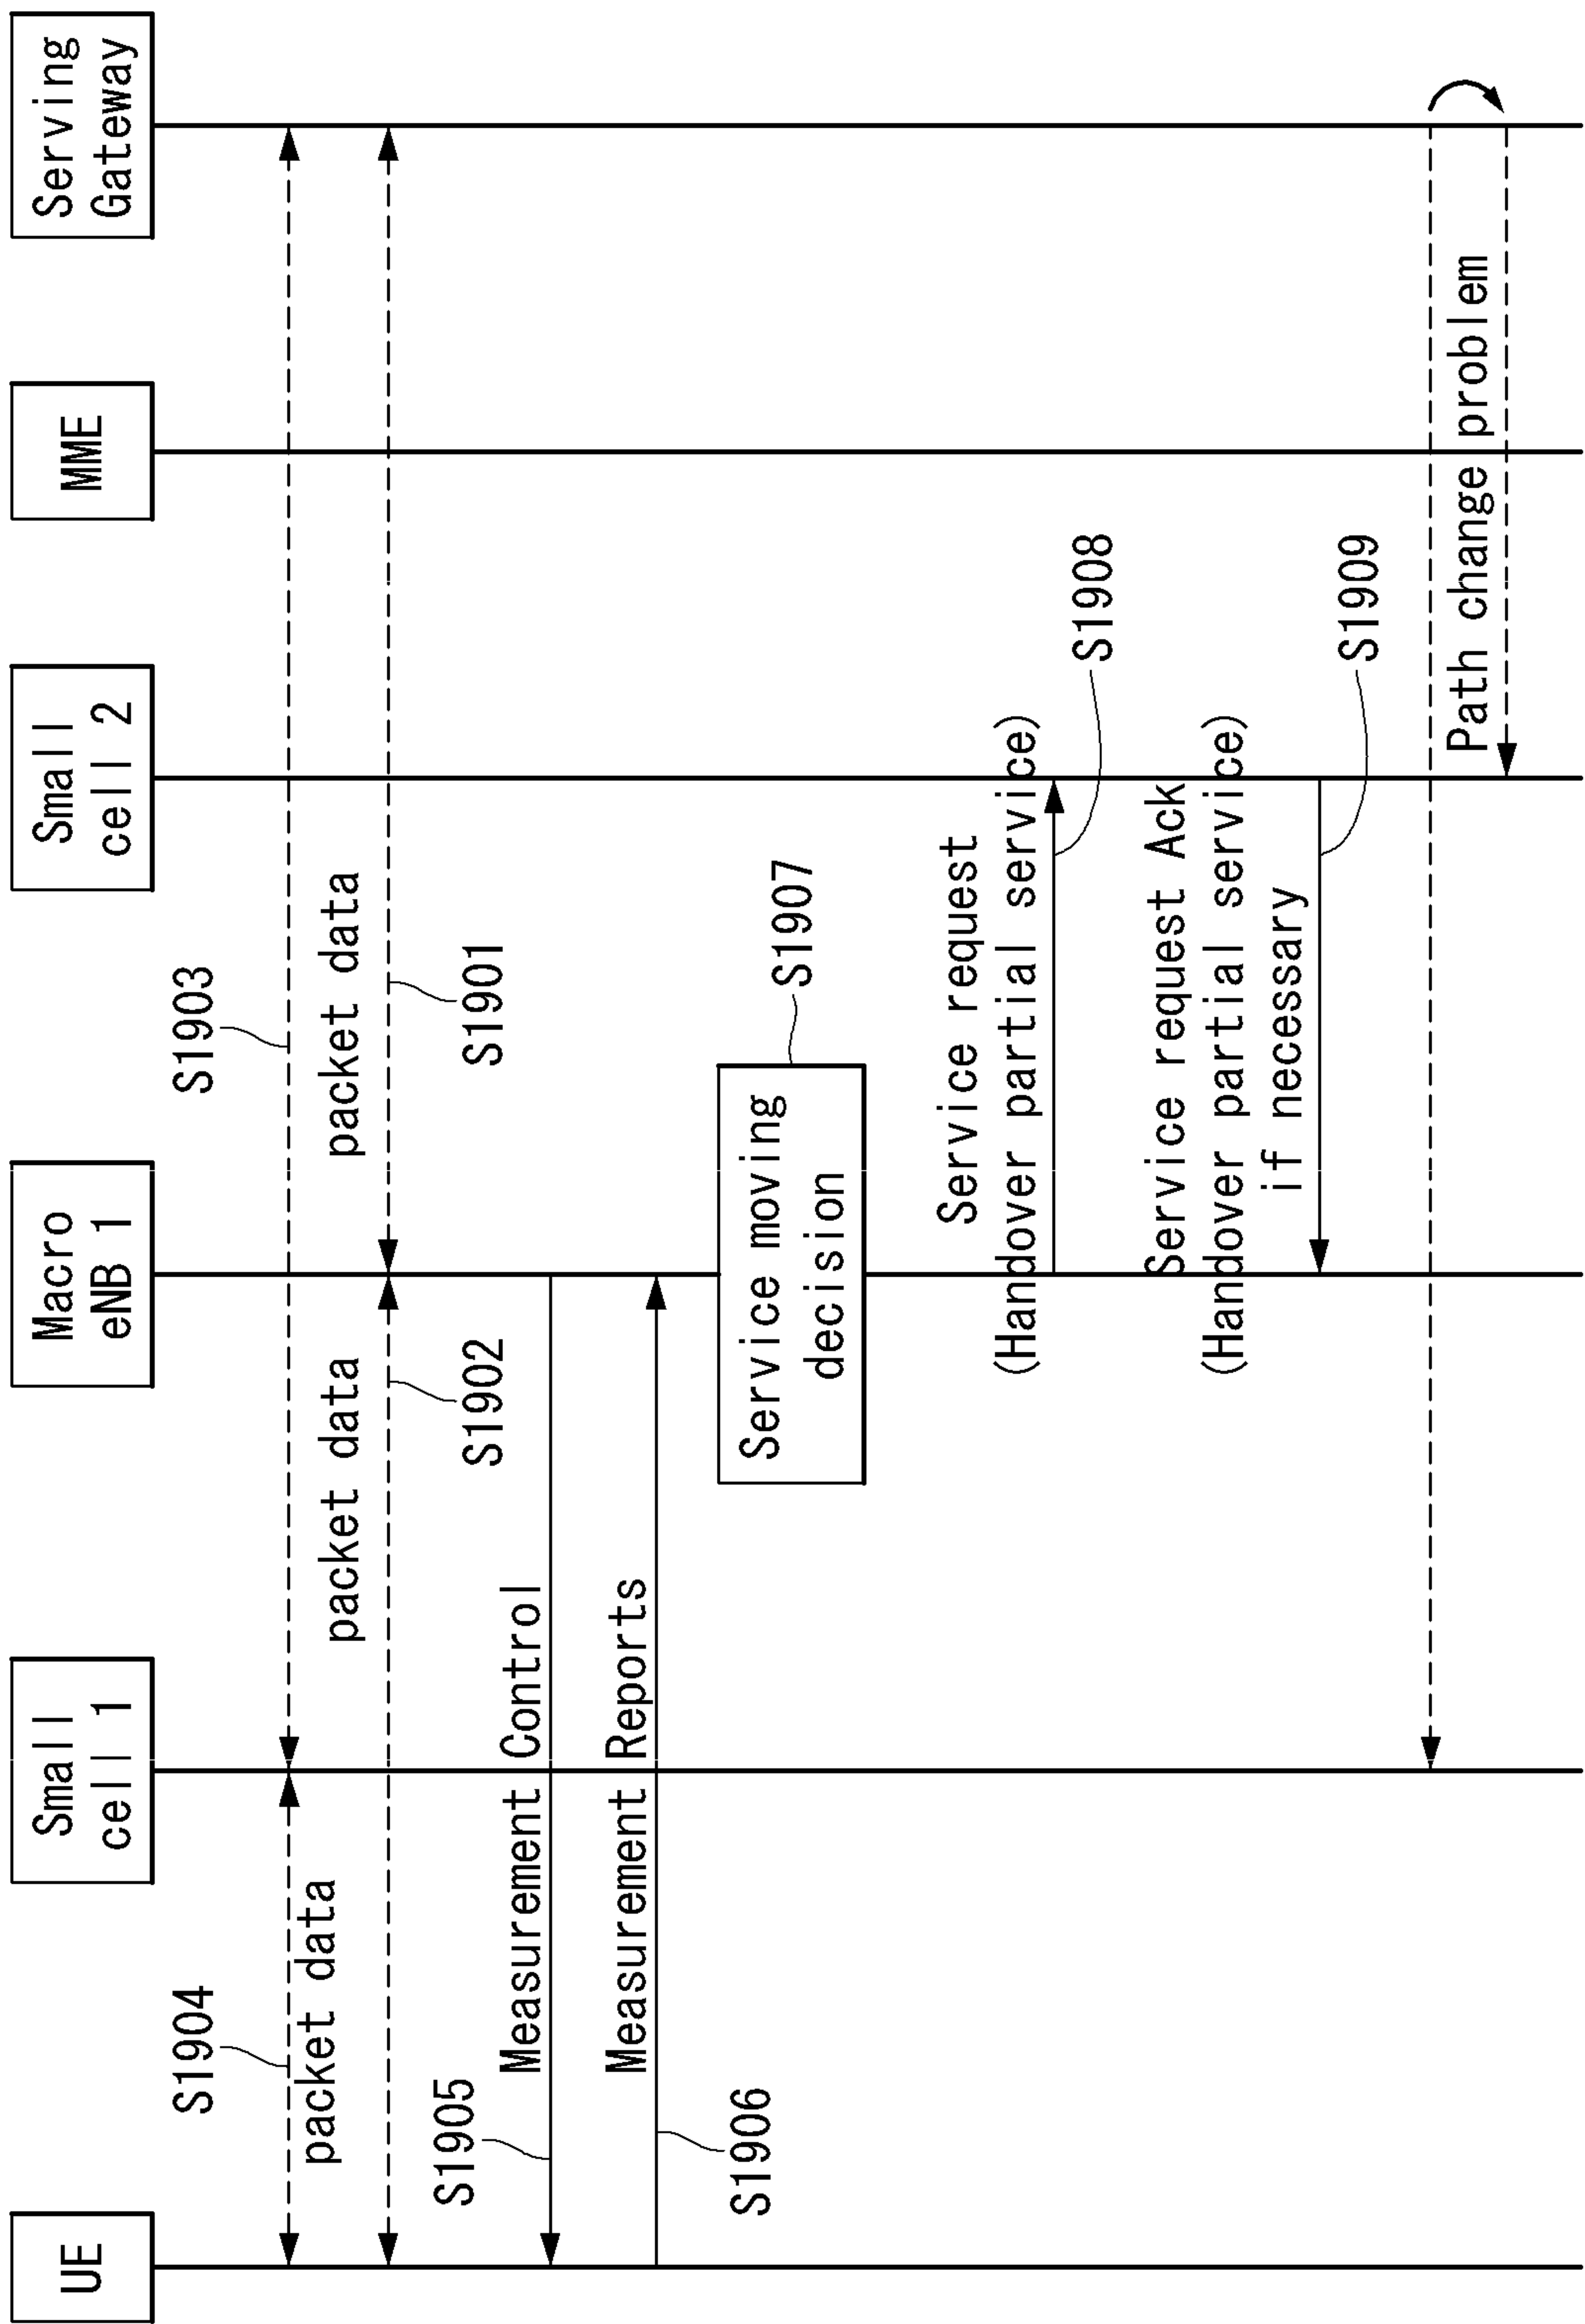 UE
Small
cell 1
Macro
eNB 1
Small
cell 2
MME
Serving
Gateway
S1904
S1903
packet data
packet data
packet data
S1902
S1901
S1905
Measurement Control
Measurement Reports
S1906
Service moving
decision
S1907
Service request
(Handover partial service)
S1908
Service request Ack
(Handover partial service)
if necessary
S1909
Path change problem